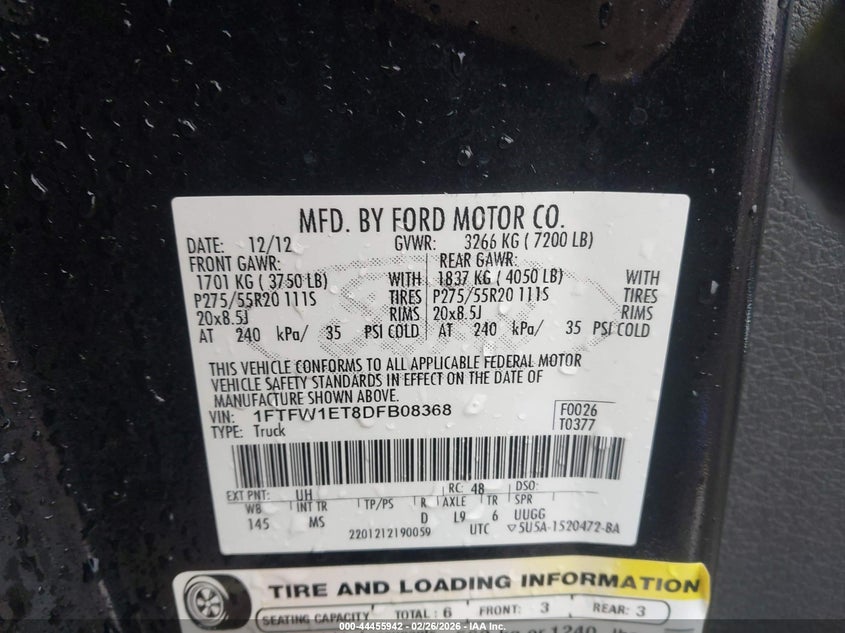 MFD. BY FORD MOTOR CO.
DATE: 12/12 GVWR: 3266 KG ( 7200 LB)
FRONT GAWR: REAR GAWR:
1701 KG ( 3750 LB) WITH 1837 KG ( 4050 LB) WITH
P275/55R20 111S TIRES P275/55R20 111S TIRES
20x8.5J RIMS 20x8.5J RIMS
AT 240 kPa/ 35 PSI COLD AT 240 kPa/ 35 PSI COLD
THIS VEHICLE CONFORMS TO ALL APPLICABLE FEDERAL MOTOR
VEHICLE SAFETY STANDARDS IN EFFECT ON THE DATE OF
MANUFACTURE SHOWN ABOVE.
VIN: 1FTFW1ET8DFB08368 F0026
TYPE: Truck T0377
EXT PNT: UH RC: 48 DSO:
WB INT TR TP/PS R AXLE TR SPR
145 MS D L9 6 UUGG
2201212190059 UTC ▽5U5A-1520472-BA
TIRE AND LOADING INFORMATION
SEATING CAPACITY TOTAL : 6 FRONT: 3 REAR: 3
or 1240
000-44455942 - 02/26/2026 - IAA Inc.